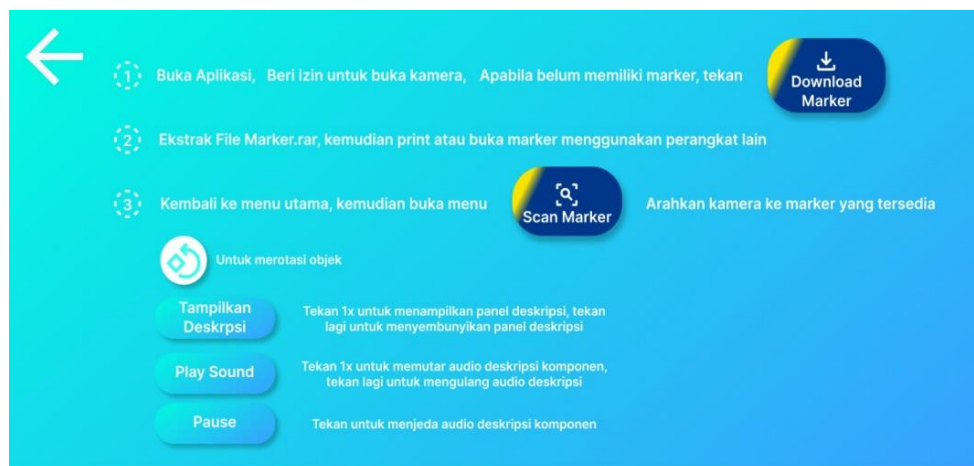 1 Buka Aplikasi, Beri izin untuk buka kamera, Apabila belum memiliki marker, tekan
Download
Marker
2 Ekstrak File Marker.rar, kemudian print atau buka marker menggunakan perangkat lain
3 Kembali ke menu utama, kemudian buka menu
Scan Marker
Arahkan kamera ke marker yang tersedia
Untuk merotasi objek
Tampilkan
Deskrpsi
Tekan 1x untuk menampilkan panel deskripsi, tekan
lagi untuk menyembunyikan panel deskripsi
Play Sound
Tekan 1x untuk memutar audio deskripsi komponen,
tekan lagi untuk mengulang audio deskripsi
Pause
Tekan untuk menjeda audio deskripsi komponen